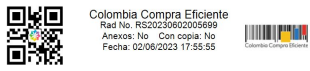 Colombia Compra Eficiente
Rad No. RS20230602005699
Anexos: No Con copia: No
Fecha: 02/06/2023 17:55:55
Colombia Compra Eficiente